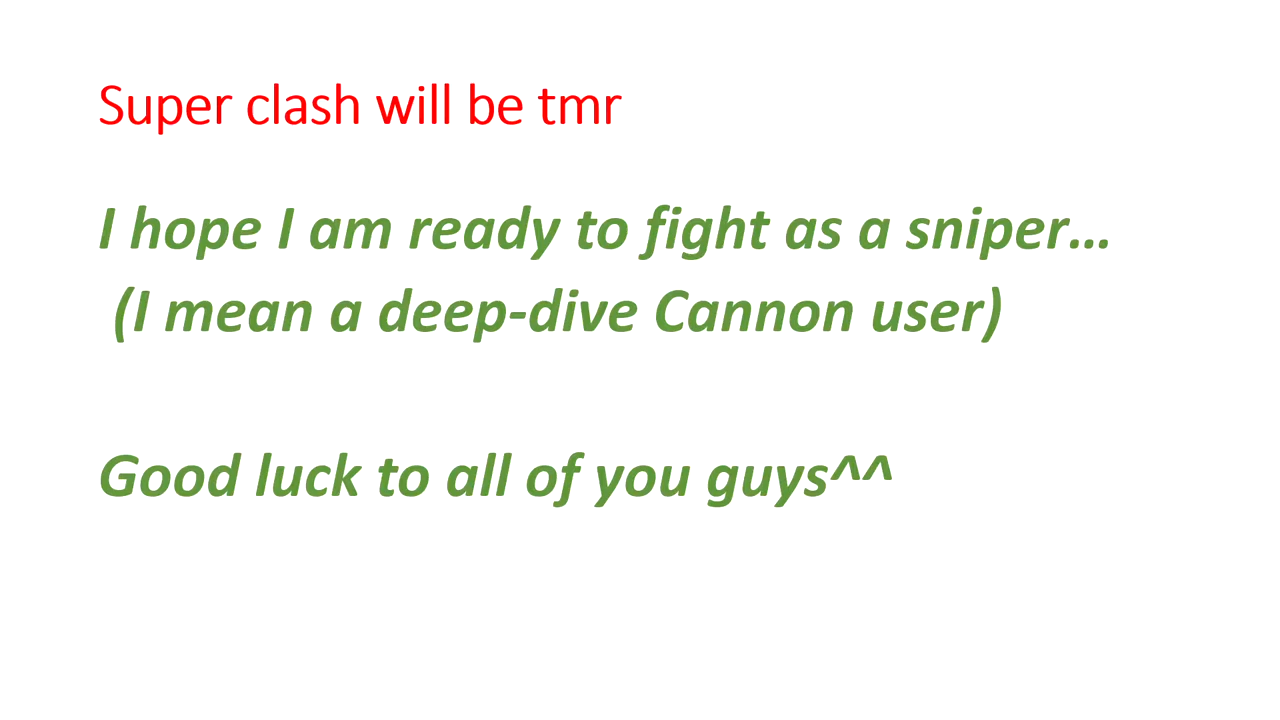 Super clash will be tmr
I hope I am ready to fight as a sniper…
(I mean a deep-dive Cannon user)
Good luck to all of you guys^^